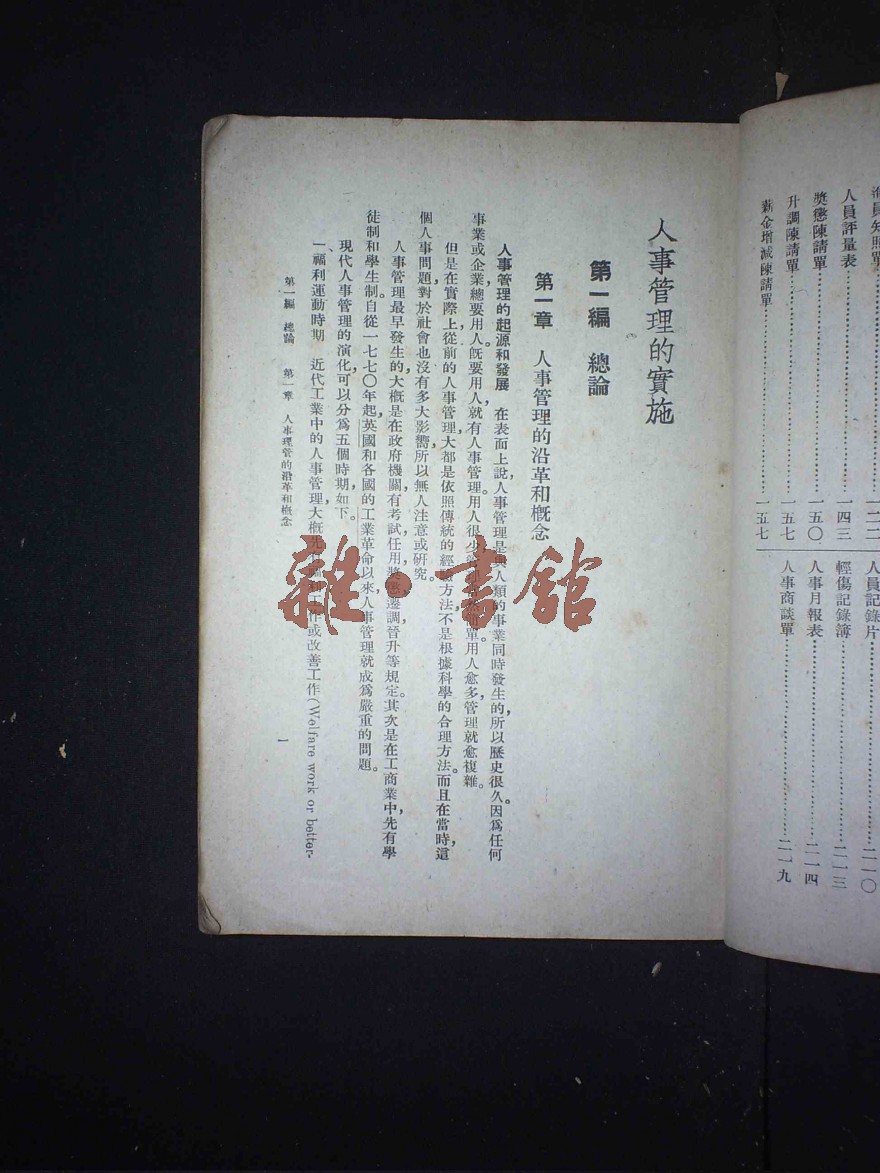 員知照單……一二二
人員評量表……一四三
獎懲陳請單……一五〇
升調陳請單……一五七
薪金增減陳請單……一五七
人員記錄片……二一〇
輕傷記錄簿……二一三
人事月報表……二一四
人事商談單……二一九
人事管理的實施
第一編 總論
第一章 人事管理的沿革和概念
人事管理的起源和發展 在表面上說,人事管理是與人類的事業同時發生的,所以歷史很久。因爲任何
事業或企業,總要用人。旣要用人,就有人事管理。用人很少,單。用人愈多,管理就愈複雜。
但是在實際上,從前的人事管理,大都是依照傳統的經驗方法,不是根據科學的合理方法。而且在當時,這
個人事問題,對於社會也沒有多大影響,所以無人注意或硏究。
人事管理最早發生的,大槪是在政府機關,有考試任用獎懲遷調晉升等規定。其次是在工商業中,先有學
徒制和學生制。自從一七七〇年起,英國和各國的工業革命以來,人事管理就成爲嚴重的問題。
現代人事管理的演化,可以分爲五個時期,如下。
一、福利運動時期 近代工業中的人事管理,大槪先福利工作或改善工作(Welfare work or better-
第一編 總論 第一章 人事理管的沿革和槪念
一
雜·書館